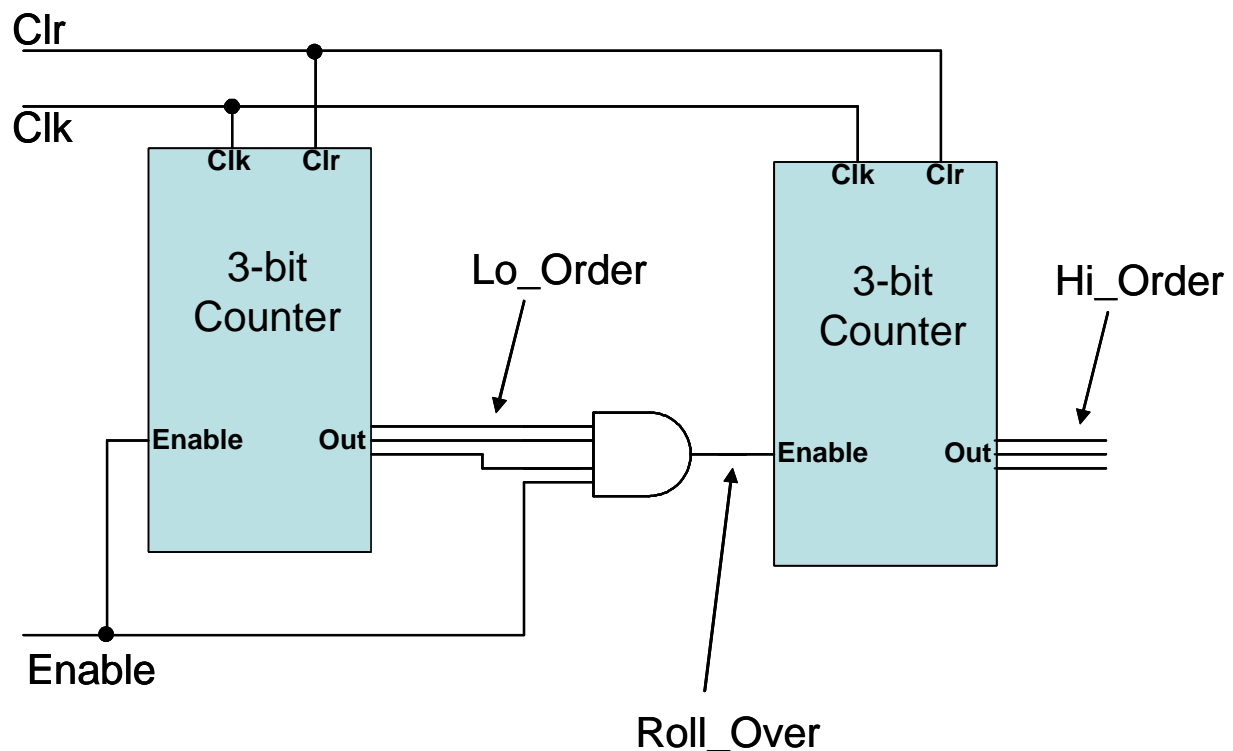 Clr
Clk
Clk Clr
3-bit
Counter
Enable Out
Lo_Order
Clk Clr
3-bit
Counter
Enable Out
Hi_Order
Enable
Roll_Over